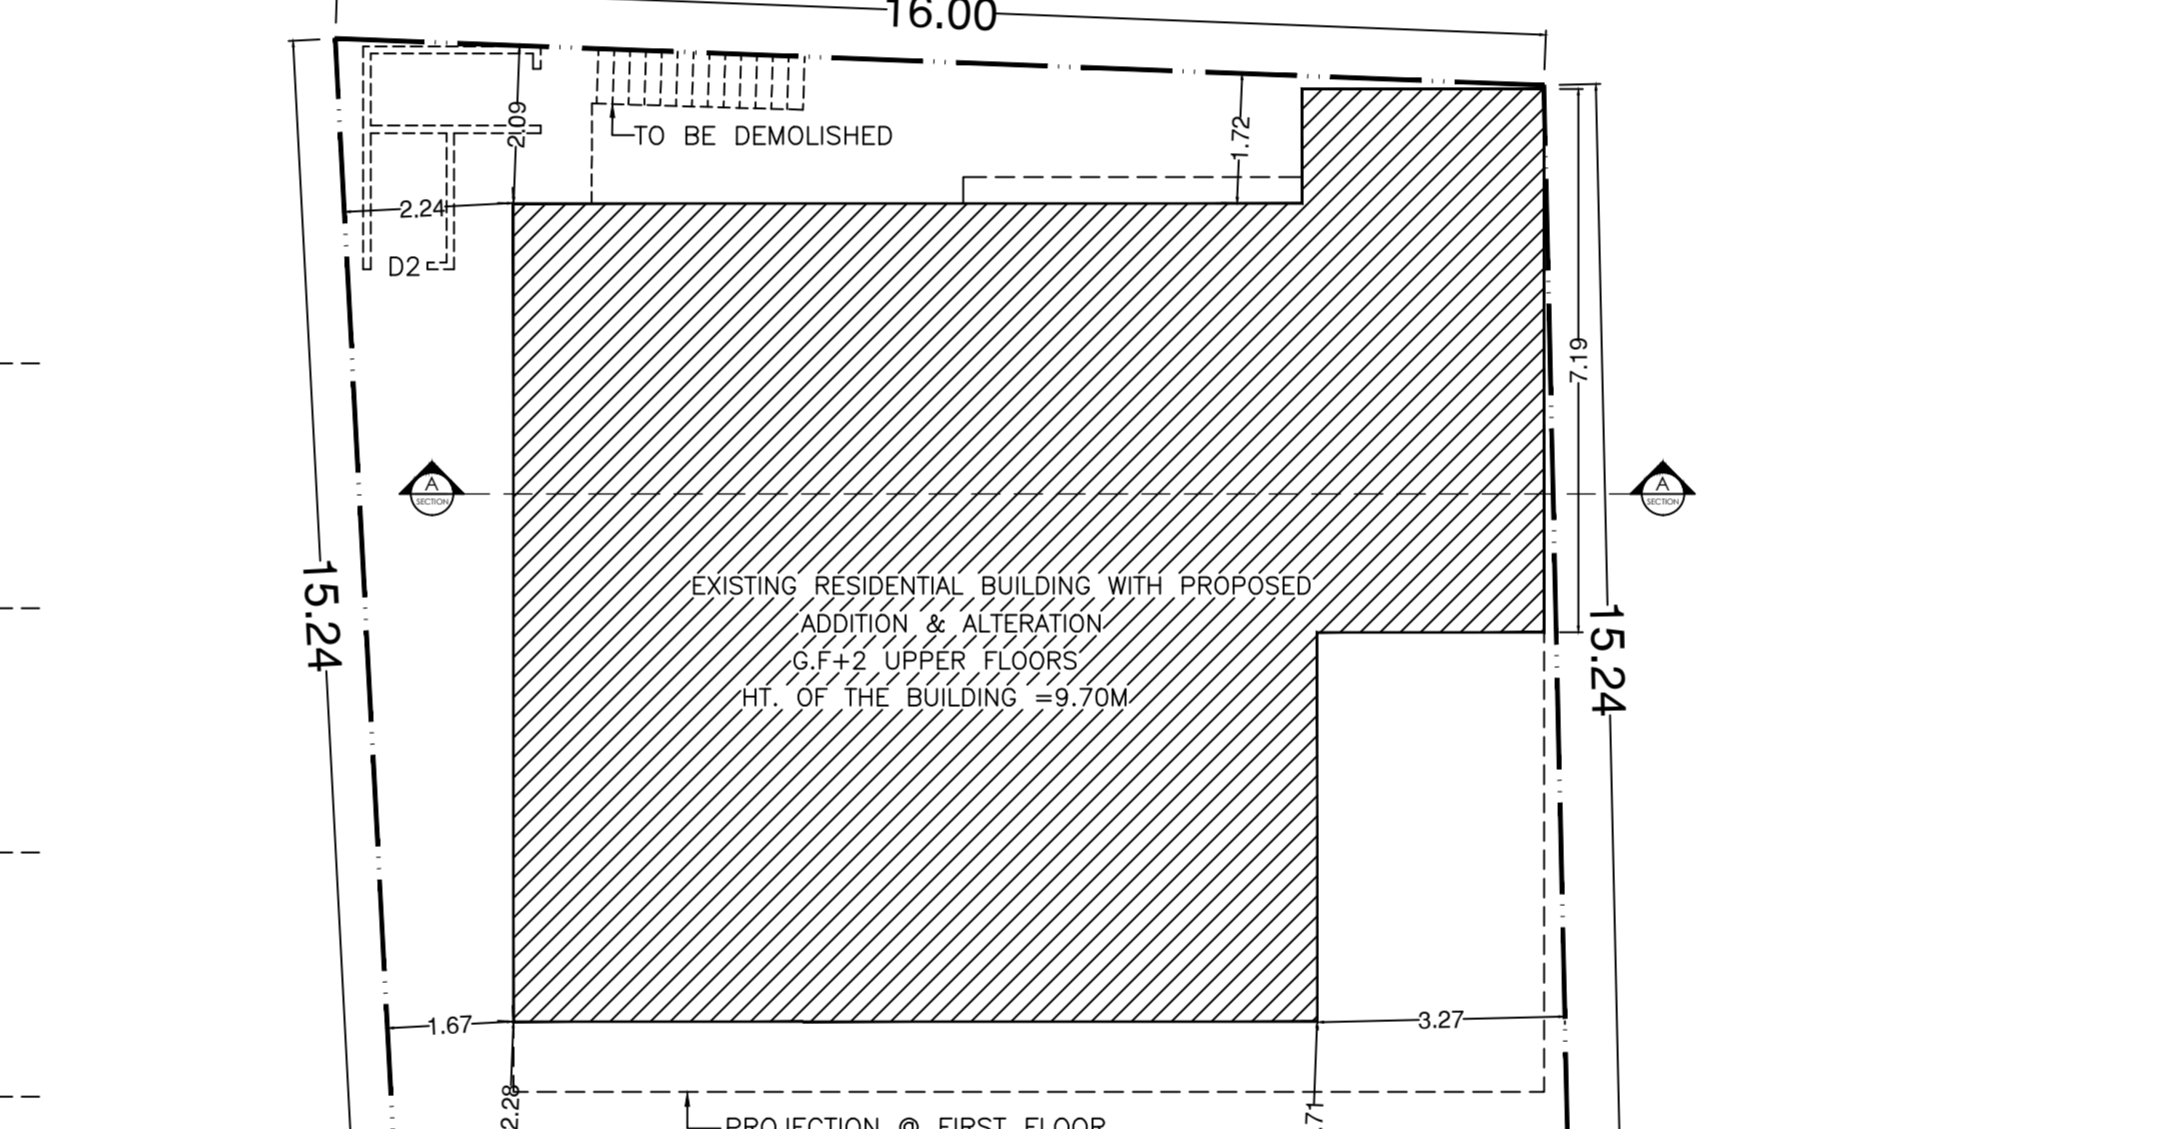 16.00
2.09
TO BE DEMOLISHED
1.72
2.24
D2
7.19
A
SECTION
A
SECTION
15.24
EXISTING RESIDENTIAL BUILDING WITH PROPOSED
ADDITION & ALTERATION
G.F+2 UPPER FLOORS
HT. OF THE BUILDING =9.70M
15.24
1.67
3.27
2.28
71
PROJECTION @ FIRST FLOOR